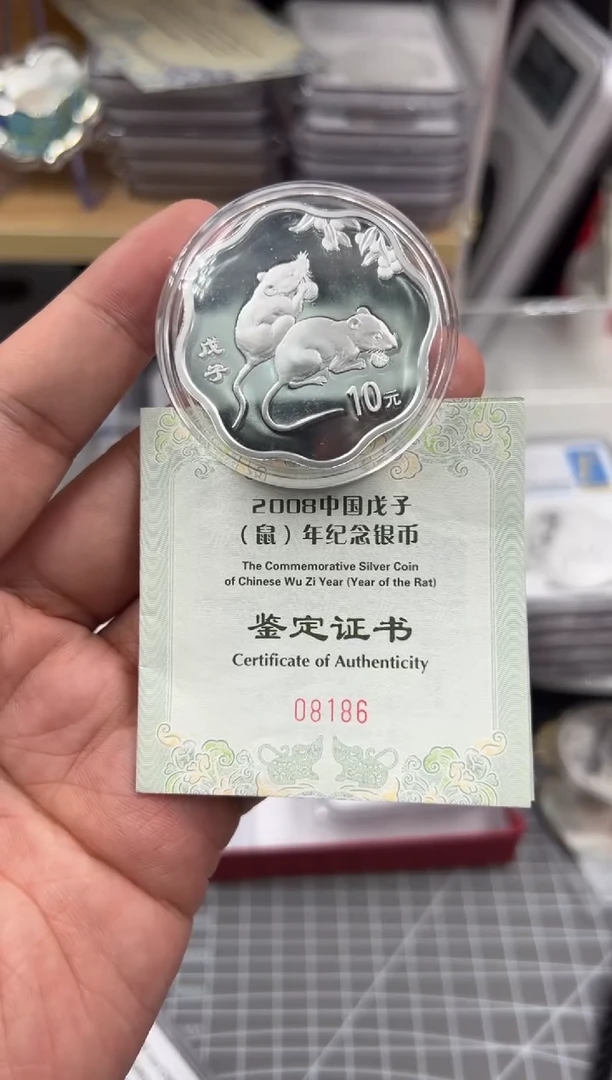 戊子
10元
2008中国戊子
（鼠）年纪念银币
The Commemorative Silver Coin
of Chinese Wu Zi Year (Year of the Rat)
鉴定证书
Certificate of Authenticity
08186